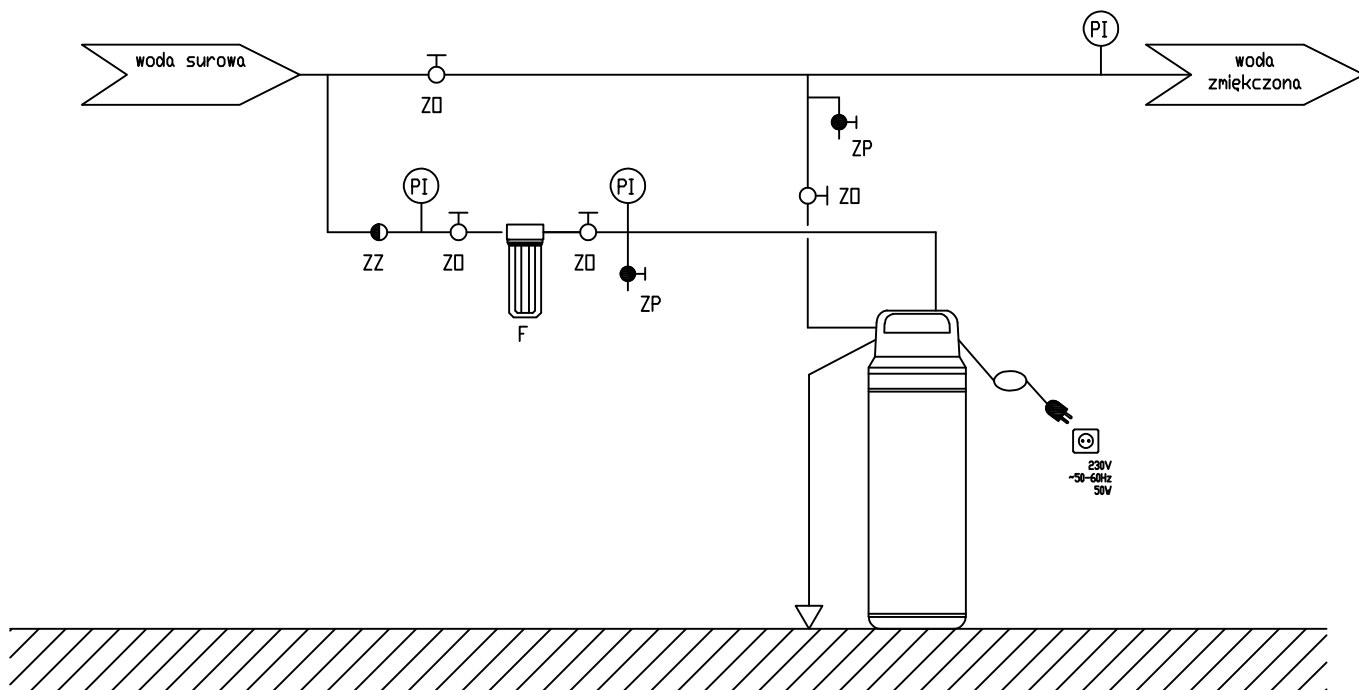 PI
woda surowa
woda
zmiękczona
ZO
ZP
PI
PI
ZO
ZZ
ZO
ZO
ZP
F
230V
~50-60Hz
50W